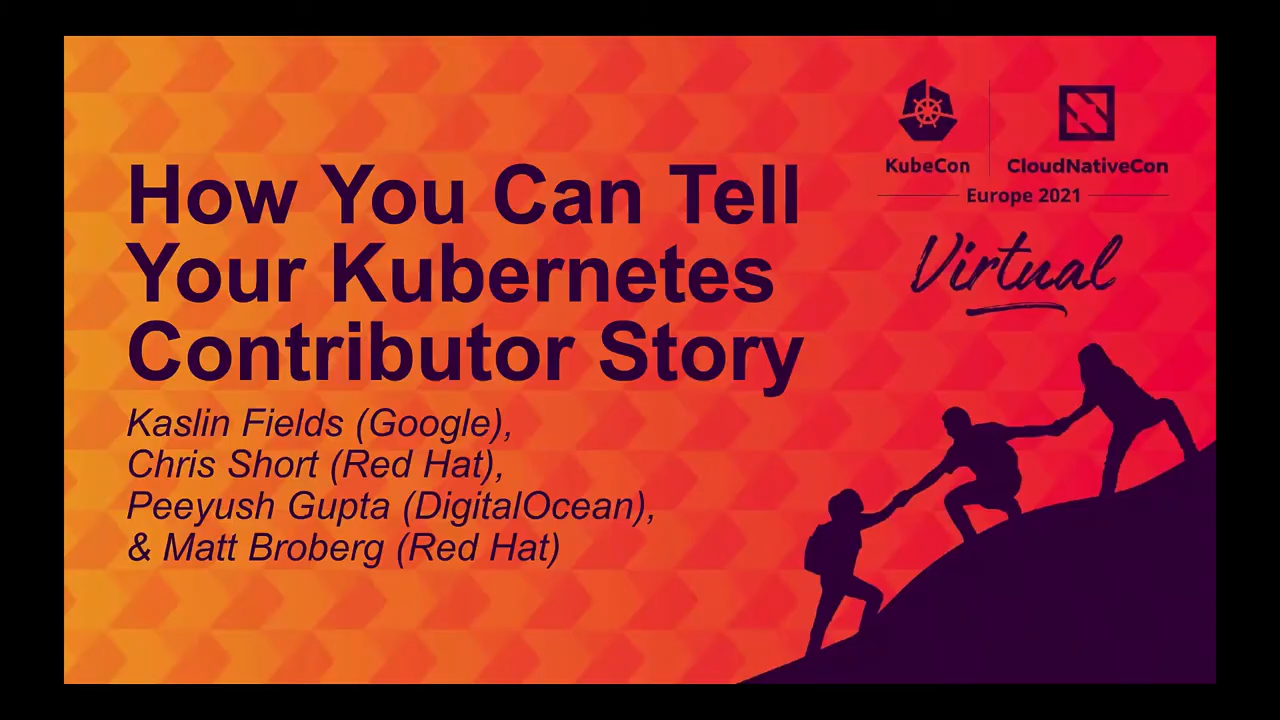 How You Can Tell
Your Kubernetes
Contributor Story
Kaslin Fields (Google),
Chris Short (Red Hat),
Peeyush Gupta (DigitalOcean),
& Matt Broberg (Red Hat)
KubeCon
CloudNativeCon
Europe 2021
Virtual